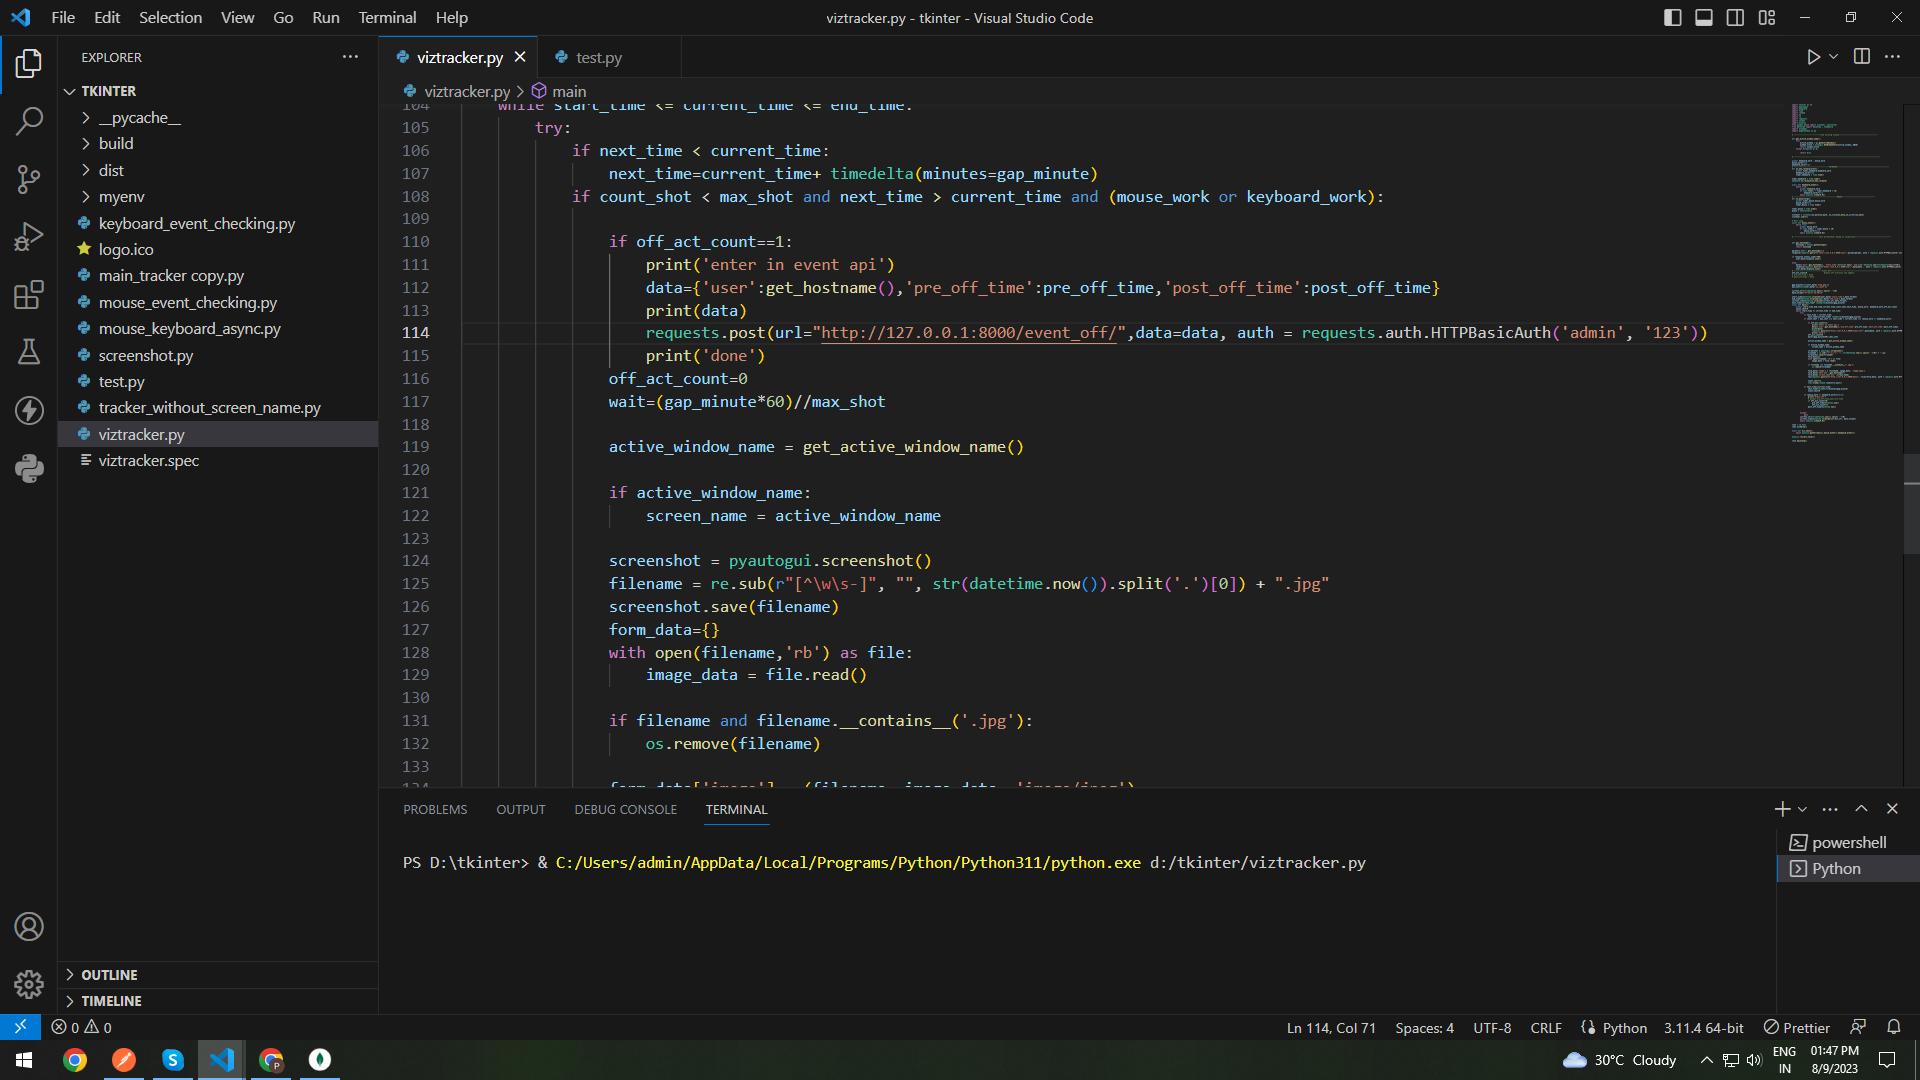 File Edit Selection View Go Run Terminal Help
viztracker.py - tkinter - Visual Studio Code
EXPLORER
TKINTER
__pycache__
build
dist
myenv
keyboard_event_checking.py
logo.ico
main_tracker copy.py
mouse_event_checking.py
mouse_keyboard_async.py
screenshot.py
test.py
tracker_without_screen_name.py
viztracker.py
viztracker.spec
OUTLINE
TIMELINE
viztracker.py test.py
viztracker.py > main
104 while start_time <= current_time <= end_time:
105 try:
106 if next_time < current_time:
107 next_time=current_time+ timedelta(minutes=gap_minute)
108 if count_shot < max_shot and next_time > current_time and (mouse_work or keyboard_work):
109
110 if off_act_count==1:
111 print('enter in event api')
112 data={'user':get_hostname(),'pre_off_time':pre_off_time,'post_off_time':post_off_time}
113 print(data)
114 requests.post(url="http://127.0.0.1:8000/event_off/",data=data, auth = requests.auth.HTTPBasicAuth('admin', '123'))
115 print('done')
116 off_act_count=0
117 wait=(gap_minute*60)//max_shot
118
119 active_window_name = get_active_window_name()
120
121 if active_window_name:
122 screen_name = active_window_name
123
124 screenshot = pyautogui.screenshot()
125 filename = re.sub(r"[^\w\s-]", "", str(datetime.now()).split('.')[0]) + ".jpg"
126 screenshot.save(filename)
127 form_data={}
128 with open(filename,'rb') as file:
129 image_data = file.read()
130
131 if filename and filename.__contains__('.jpg'):
132 os.remove(filename)
133
134 form_data['image'] = (filename, image_data, 'image/jpeg')
PROBLEMS OUTPUT DEBUG CONSOLE TERMINAL
PS D:\tkinter> & C:/Users/admin/AppData/Local/Programs/Python/Python311/python.exe d:/tkinter/viztracker.py
powershell
Python
0 0
Ln 114, Col 71 Spaces: 4 UTF-8 CRLF Python 3.11.4 64-bit Prettier
30°C Cloudy
ENG
IN
01:47 PM
8/9/2023